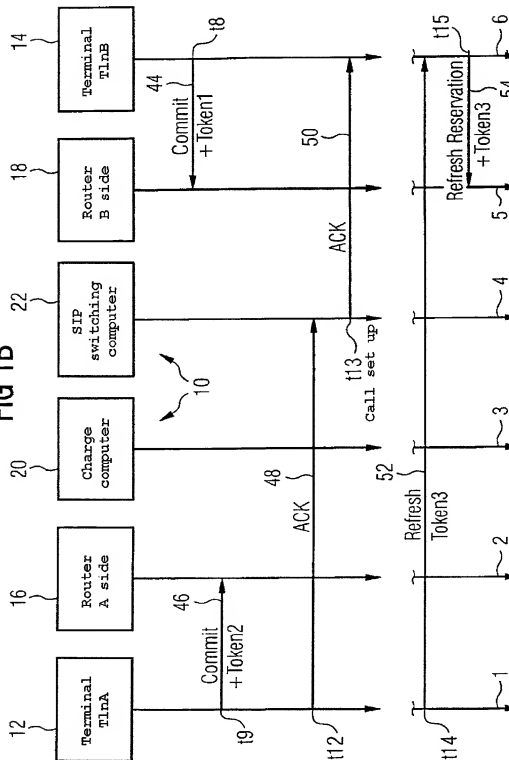 FIG 1B
12
16
20
22
18
14
Terminal
TlnA
Router
A side
Charge
computer
SIP
switching
computer
Router
B side
Terminal
TlnB
10
t8
44
Commit
+Token1
46
Commit
+Token2
t9
48
ACK
t12
50
ACK
t13
Call set up
52
Refresh
Token3
t14
t15
Refresh Reservation
+ Token3
54
1
2
3
4
5
6